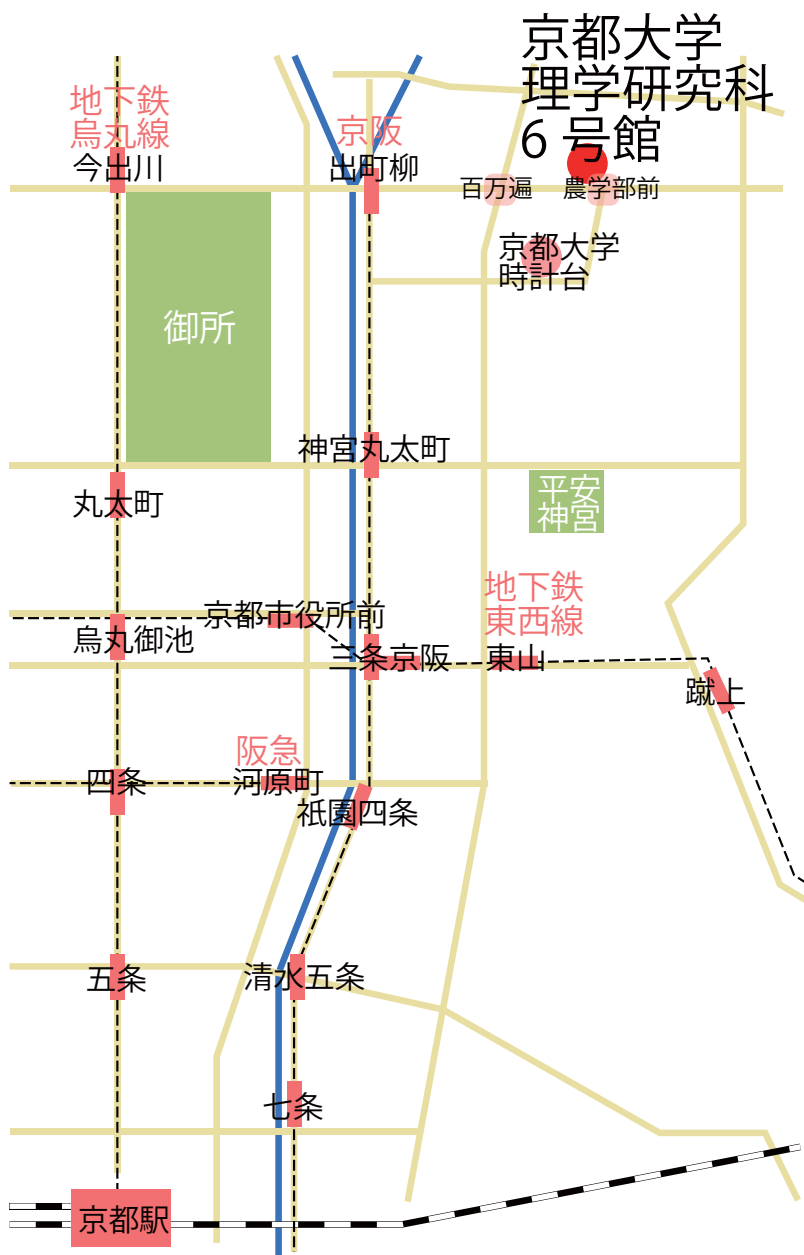 京都大学
理学研究科
6 号館
地下鉄
烏丸線
今出川
京阪
出町柳
百万遍
農学部前
京都大学
時計台
御所
神宮丸太町
丸太町
平安
神宮
地下鉄
東西線
京都市役所前
烏丸御池
三条京阪
東山
蹴上
阪急
四条
河原町
祇園四条
五条
清水五条
七条
京都駅